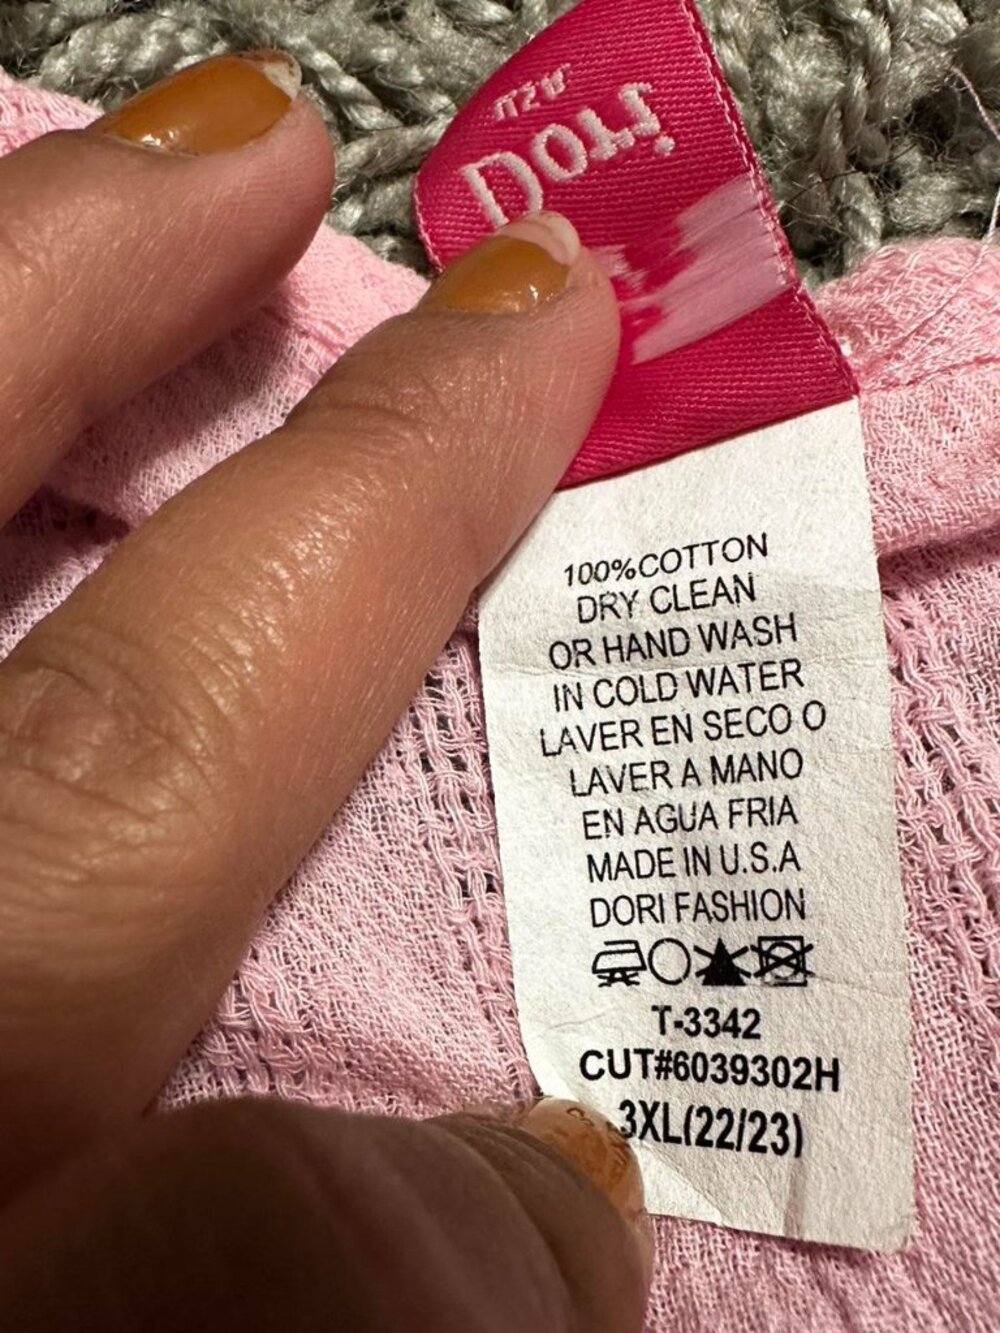 USA
Dori
100%COTTON
DRY CLEAN
OR HAND WASH
IN COLD WATER
LAVER EN SECO O
LAVER A MANO
EN AGUA FRIA
MADE IN U.S.A
DORI FASHION
T-3342
CUT#6039302H
3XL(22/23)